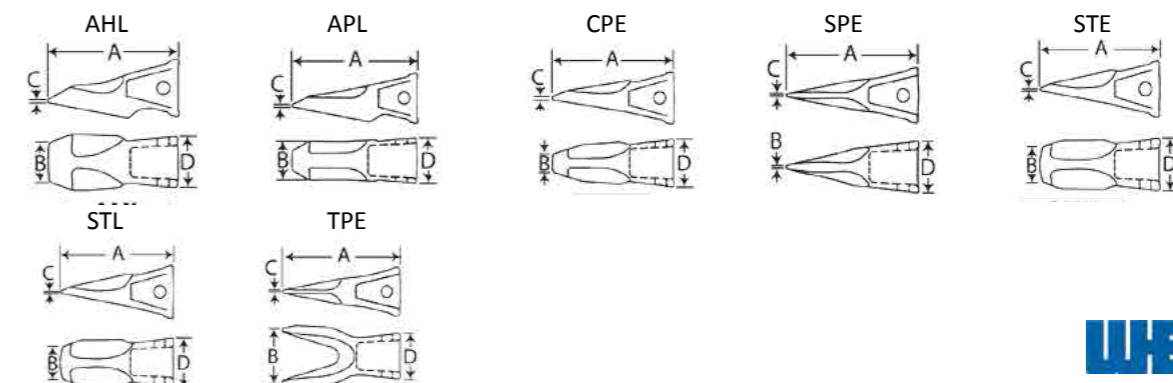 AHL APL CPE SPE STE
A A A A A
C C C C C
B
B B B B
D D D D D
STL TPE
A A
C C
B D B D